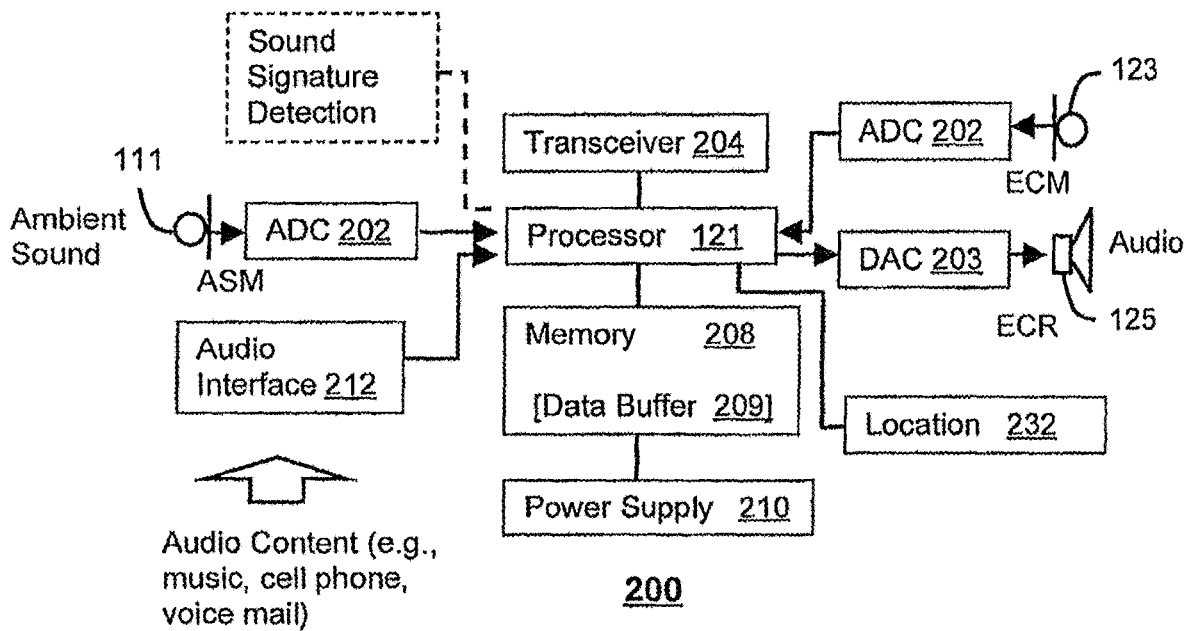 Sound
Signature
Detection
123
Transceiver 204
ADC 202
111
ECM
Ambient
Sound
ADC 202
Processor 121
DAC 203
Audio
ASM
125
ECR
Audio
Interface 212
Memory 208
[Data Buffer 209]
Location 232
Power Supply 210
Audio Content (e.g.,
music, cell phone,
voice mail)
200